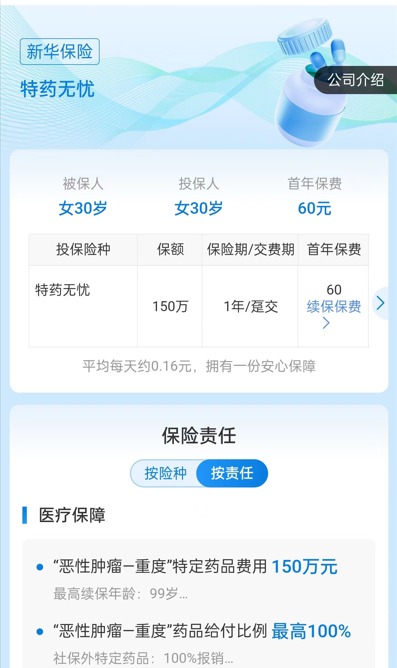 新华保险
特药无忧
公司介绍
被保人 投保人 首年保费
女30岁 女30岁 60元
投保险种 保额 保险期/交费期 首年保费
特药无忧 150万 1年/趸交 60
续保保费
平均每天约0.16元，拥有一份安心保障
保险责任
按险种 按责任
医疗保障
“恶性肿瘤—重度”特定药品费用 150万元
最高续保年龄：99岁...
“恶性肿瘤—重度”药品给付比例 最高100%
社保外特定药品：100%报销...